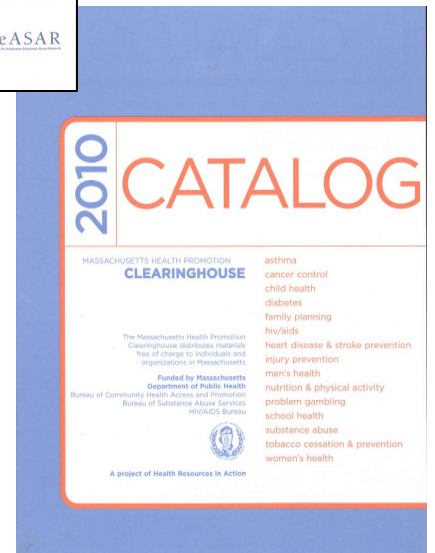 eASAR
2010
CATALOG
MASSACHUSETTS HEALTH PROMOTION
CLEARINGHOUSE
The Massachusetts Health Promotion
Clearinghouse distributes materials
free of charge to individuals and
organizations in Massachusetts
Funded by Massachusetts
Department of Public Health
Bureau of Community Health Access and Promotion
Bureau of Substance Abuse Services
HIV/AIDS Bureau
A project of Health Resources in Action
asthma
cancer control
child health
diabetes
family planning
hiv/aids
heart disease & stroke prevention
injury prevention
men's health
nutrition & physical activity
problem gambling
school health
substance abuse
tobacco cessation & prevention
women's health